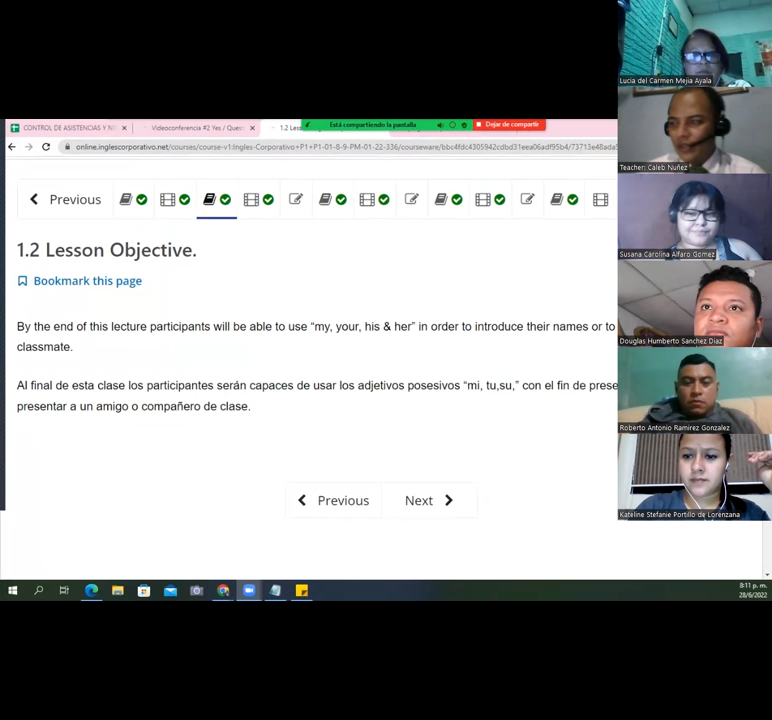 CONTROL DE ASISTENCIAS Y N
Videoconferencia #2 Yes / Ques
1.2 Less
Está compartiendo la pantalla
Dejar de compartir
online.inglescorporativo.net/courses/course-v1:Ingles-Corporativo+P1+P1-01-8-9-PM-01-22-336/courseware/bbc4fdc4305942cdbd31eea06adf95b4/73713e48ada5
Previous
1.2 Lesson Objective.
Bookmark this page
By the end of this lecture participants will be able to use “my, your, his & her” in order to introduce their names or to
classmate.
Al final de esta clase los participantes serán capaces de usar los adjetivos posesivos “mi, tu,su,” con el fin de prese
presentar a un amigo o compañero de clase.
Previous
Next
Lucia del Carmen Mejia Ayala
Teacher: Caleb Nuñez
Susana Carolina Alfaro Gomez
Douglas Humberto Sanchez Diaz
Roberto Antonio Ramirez Gonzalez
Kateline Stefanie Portillo de Lorenzana
8:11 p. m.
28/6/2022